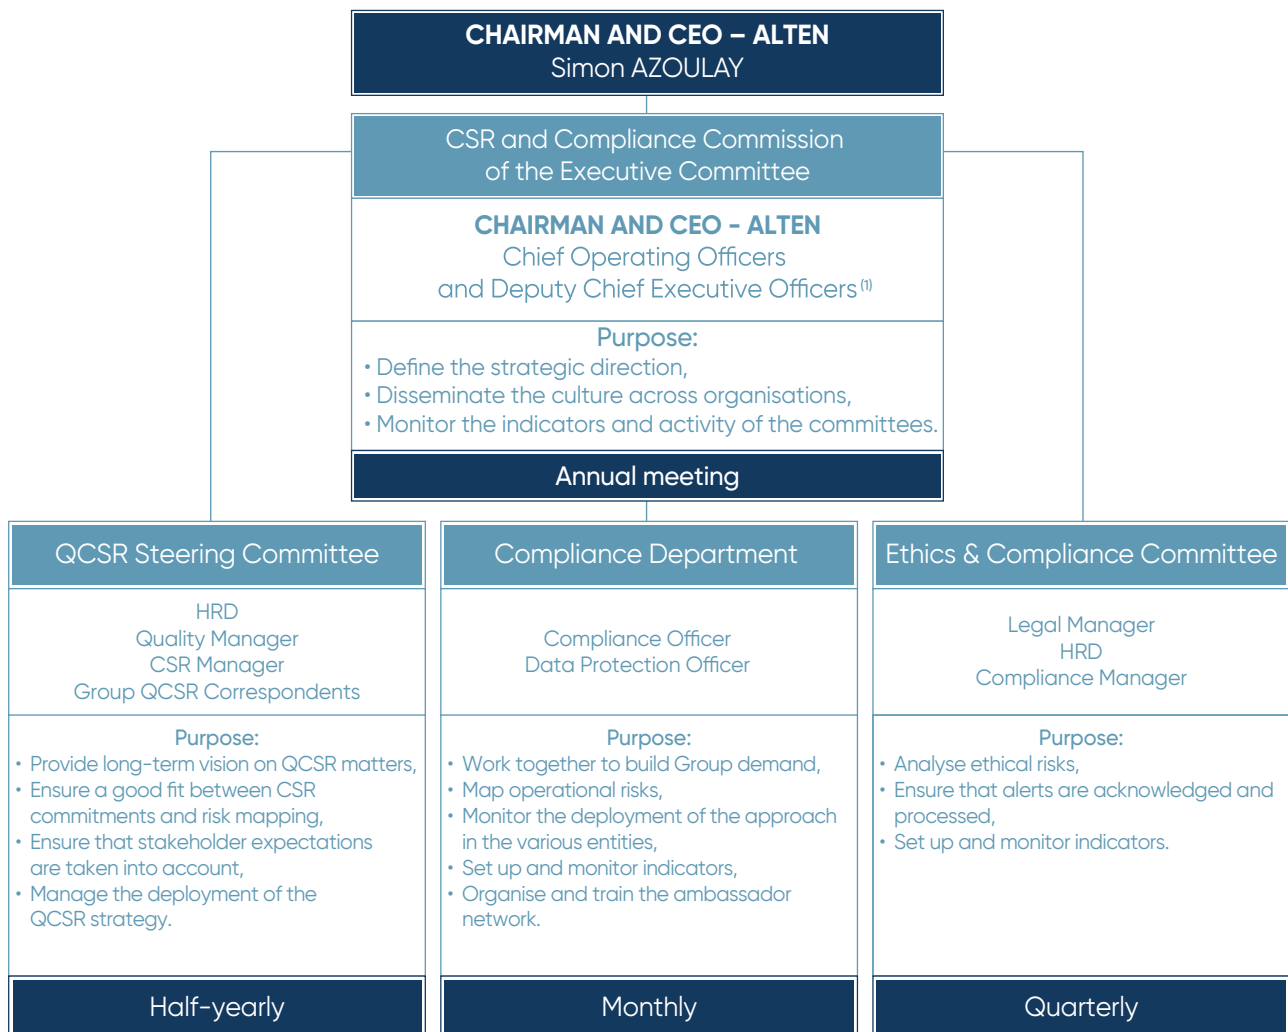 CHAIRMAN AND CEO – ALTEN
Simon AZOULAY
CSR and Compliance Commission
of the Executive Committee
CHAIRMAN AND CEO - ALTEN
Chief Operating Officers
and Deputy Chief Executive Officers (1)
Purpose:
• Define the strategic direction,
• Disseminate the culture across organisations,
• Monitor the indicators and activity of the committees.
Annual meeting
QCSR Steering Committee
HRD
Quality Manager
CSR Manager
Group QCSR Correspondents
Purpose:
• Provide long-term vision on QCSR matters,
• Ensure a good fit between CSR
commitments and risk mapping,
• Ensure that stakeholder expectations
are taken into account,
• Manage the deployment of the
QCSR strategy.
Half-yearly
Compliance Department
Compliance Officer
Data Protection Officer
Purpose:
• Work together to build Group demand,
• Map operational risks,
• Monitor the deployment of the approach
in the various entities,
• Set up and monitor indicators,
• Organise and train the ambassador
network.
Monthly
Ethics & Compliance Committee
Legal Manager
HRD
Compliance Manager
Purpose:
• Analyse ethical risks,
• Ensure that alerts are acknowledged and
processed,
• Set up and monitor indicators.
Quarterly